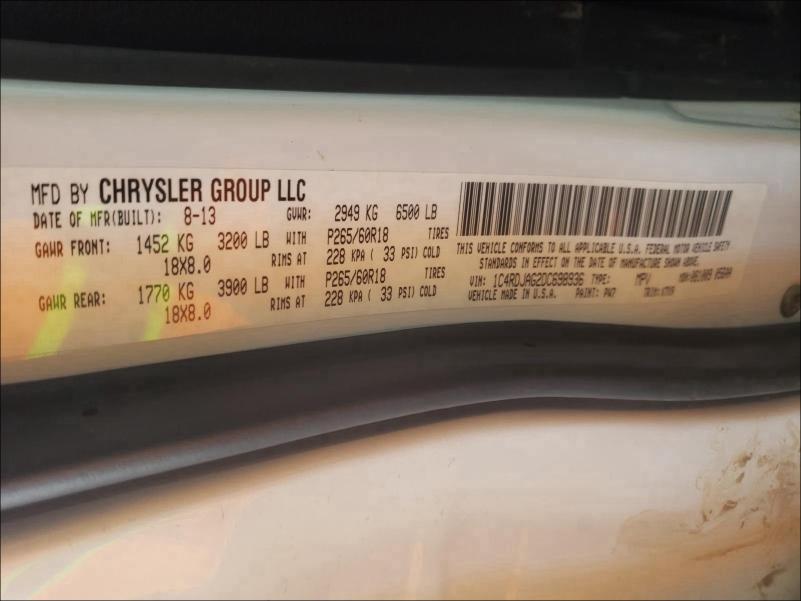 MFD BY CHRYSLER GROUP LLC
DATE OF MFR(BUILT): 8-13 GVWR: 2949 KG 6500 LB
GAWR FRONT: 1452 KG 3200 LB WITH P265/60R18 TIRES
18X8.0 RIMS AT 228 KPA ( 33 PSI) COLD
GAWR REAR: 1770 KG 3900 LB WITH P265/60R18 TIRES
18X8.0 RIMS AT 228 KPA ( 33 PSI) COLD
THIS VEHICLE CONFORMS TO ALL APPLICABLE U.S.A. FEDERAL MOTOR VEHICLE SAFETY
STANDARDS IN EFFECT ON THE DATE OF MANUFACTURE SHOWN ABOVE.
VIN: 1C4RDJAG2DC698936 TYPE: MPV MDH:
VEHICLE MADE IN U.S.A. PAINT: PW7 TRIM: